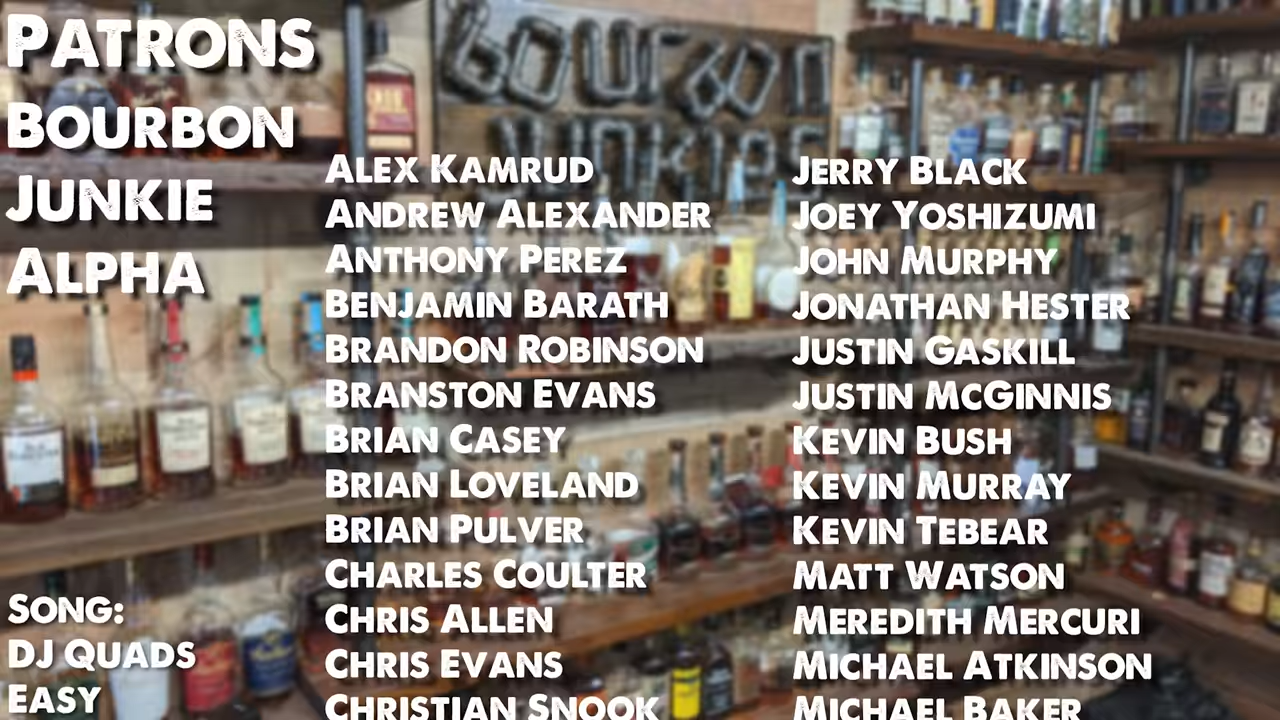 PATRONS
BOURBON
JUNKIE
ALPHA
SONG:
DJ QUADS
EASY
bourbon
junkies
ALEX KAMRUD
ANDREW ALEXANDER
ANTHONY PEREZ
BENJAMIN BARATH
BRANDON ROBINSON
BRANSTON EVANS
BRIAN CASEY
BRIAN LOVELAND
BRIAN PULVER
CHARLES COULTER
CHRIS ALLEN
CHRIS EVANS
CHRISTIAN SNOOK
JERRY BLACK
JOEY YOSHIZUMI
JOHN MURPHY
JONATHAN HESTER
JUSTIN GASKILL
JUSTIN MCGINNIS
KEVIN BUSH
KEVIN MURRAY
KEVIN TEBEAR
MATT WATSON
MEREDITH MERCURI
MICHAEL ATKINSON
MICHAEL BAKER